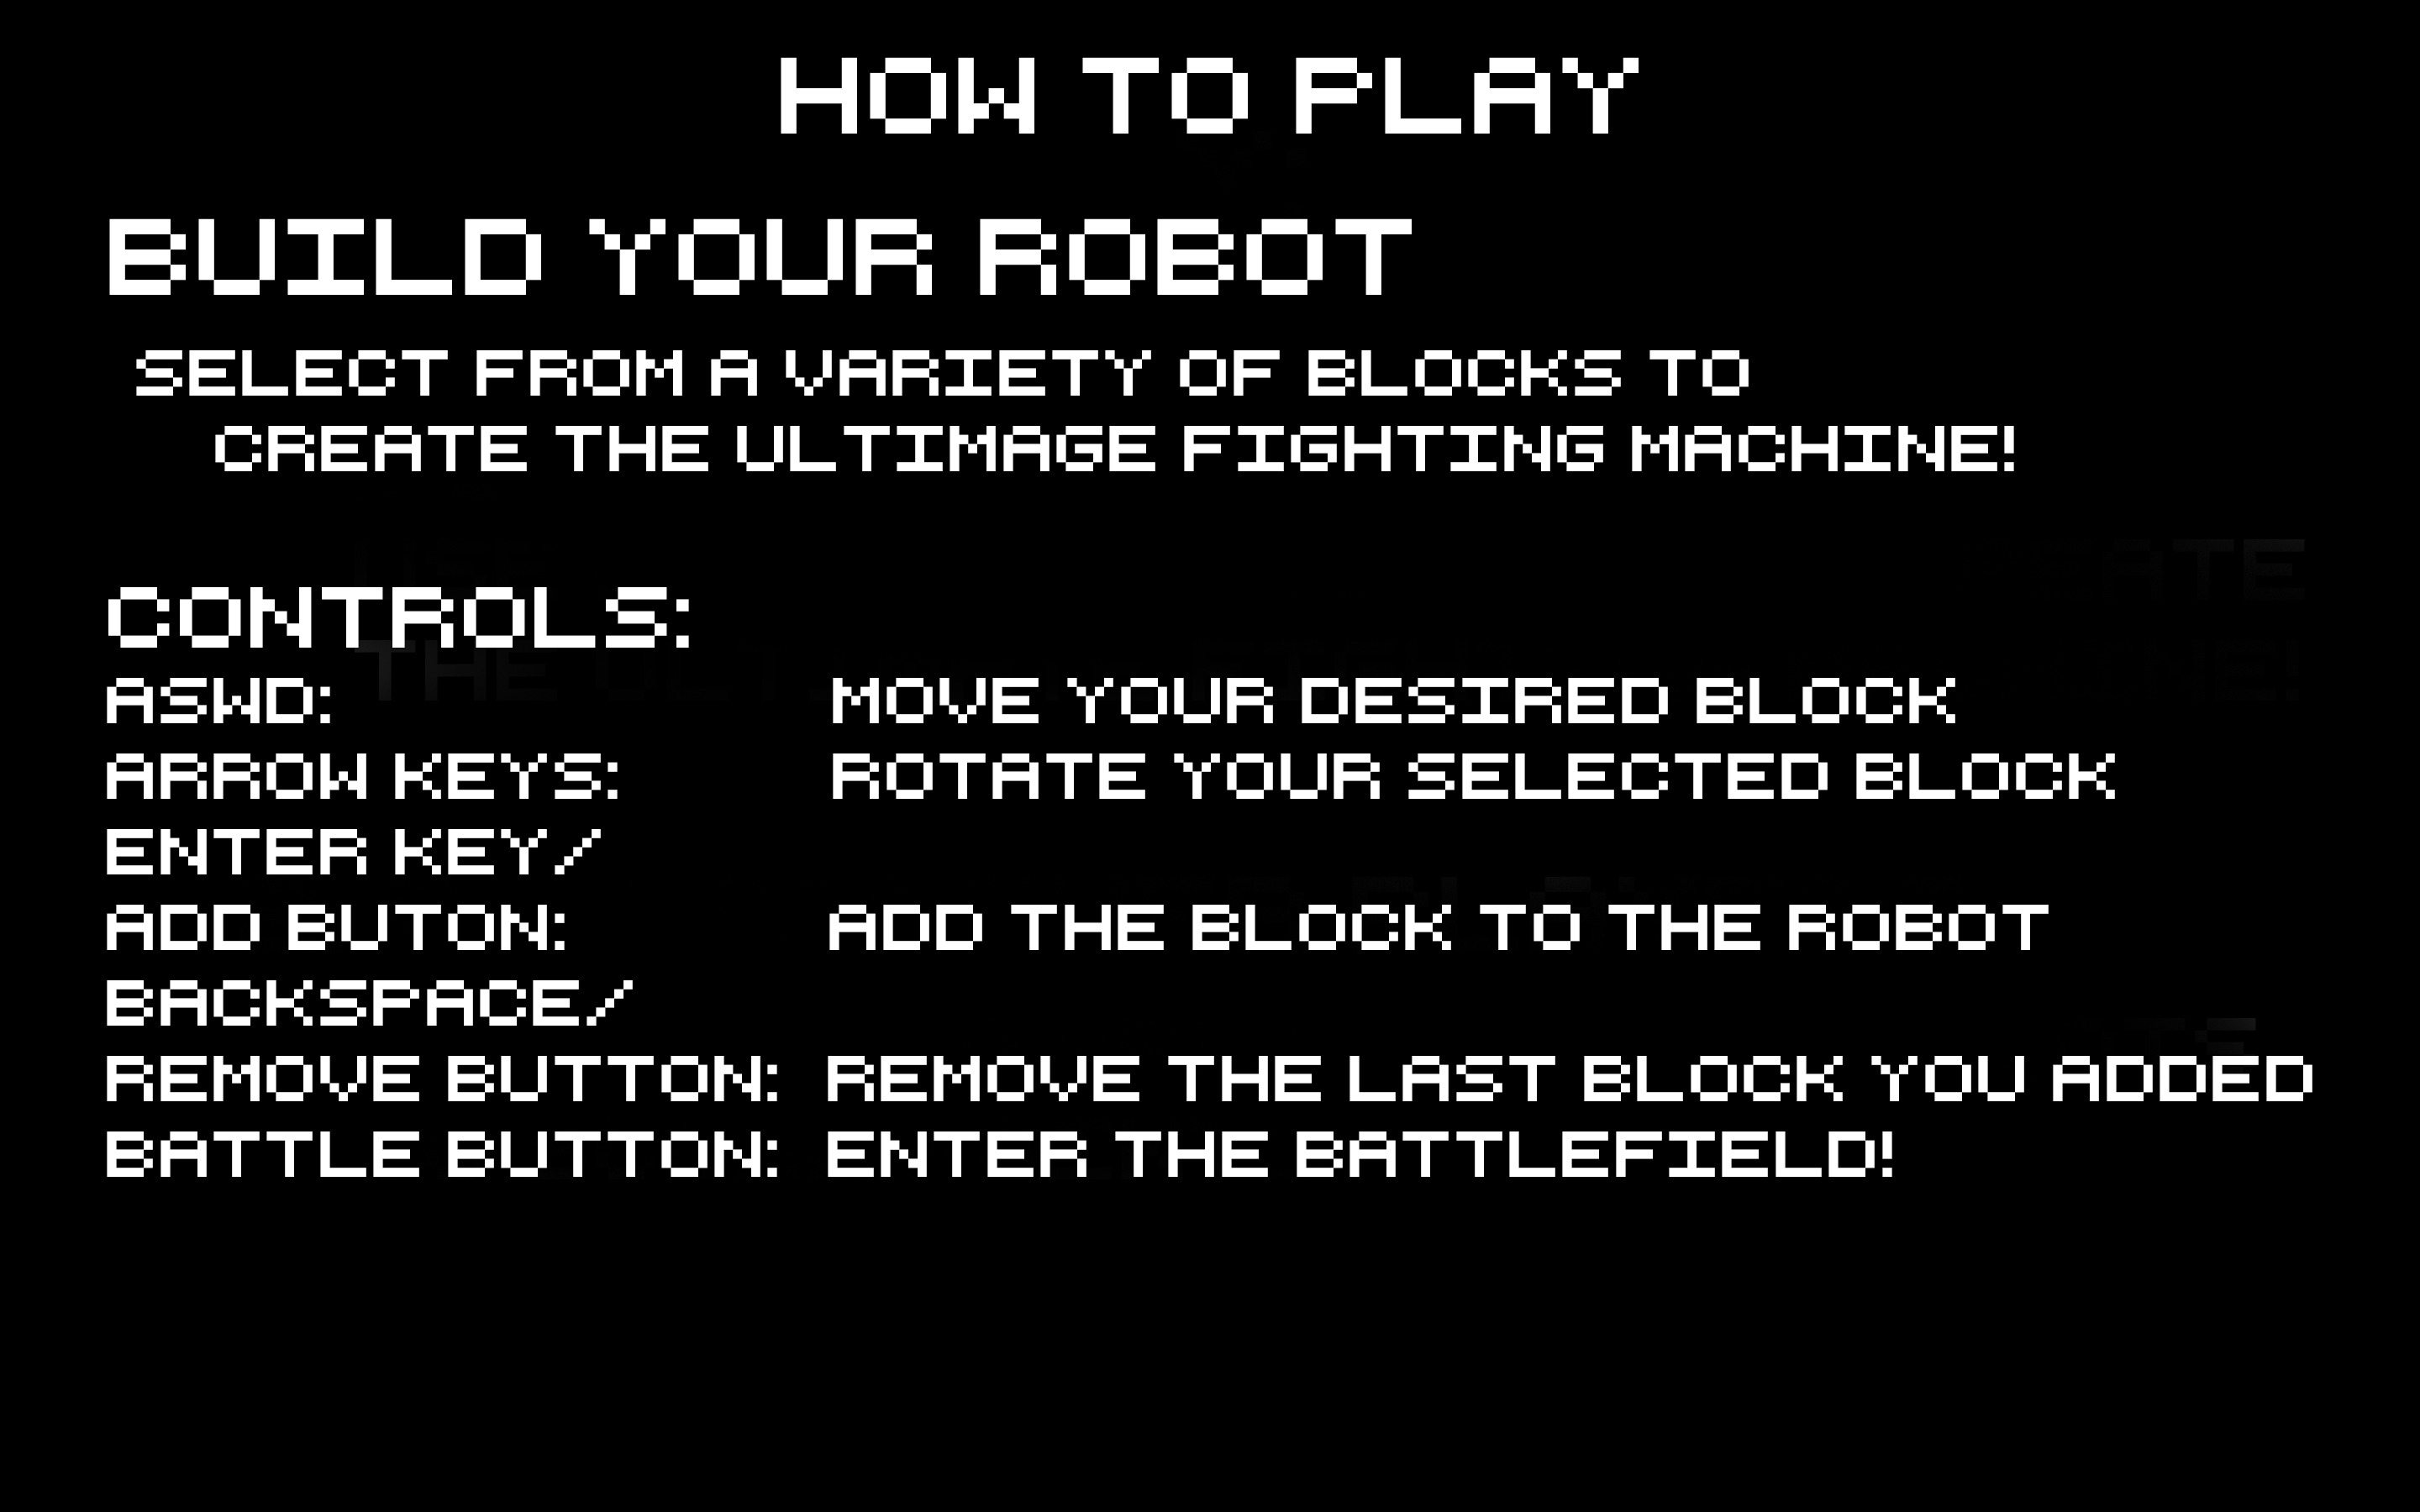 HOW TO PLAY
BUILD YOUR ROBOT
SELECT FROM A VARIETY OF BLOCKS TO
CREATE THE ULTIMAGE FIGHTING MACHINE!
CONTROLS:
ASWD: MOVE YOUR DESIRED BLOCK
ARROW KEYS: ROTATE YOUR SELECTED BLOCK
ENTER KEY/
ADD BUTON: ADD THE BLOCK TO THE ROBOT
BACKSPACE/
REMOVE BUTTON: REMOVE THE LAST BLOCK YOU ADDED
BATTLE BUTTON: ENTER THE BATTLEFIELD!